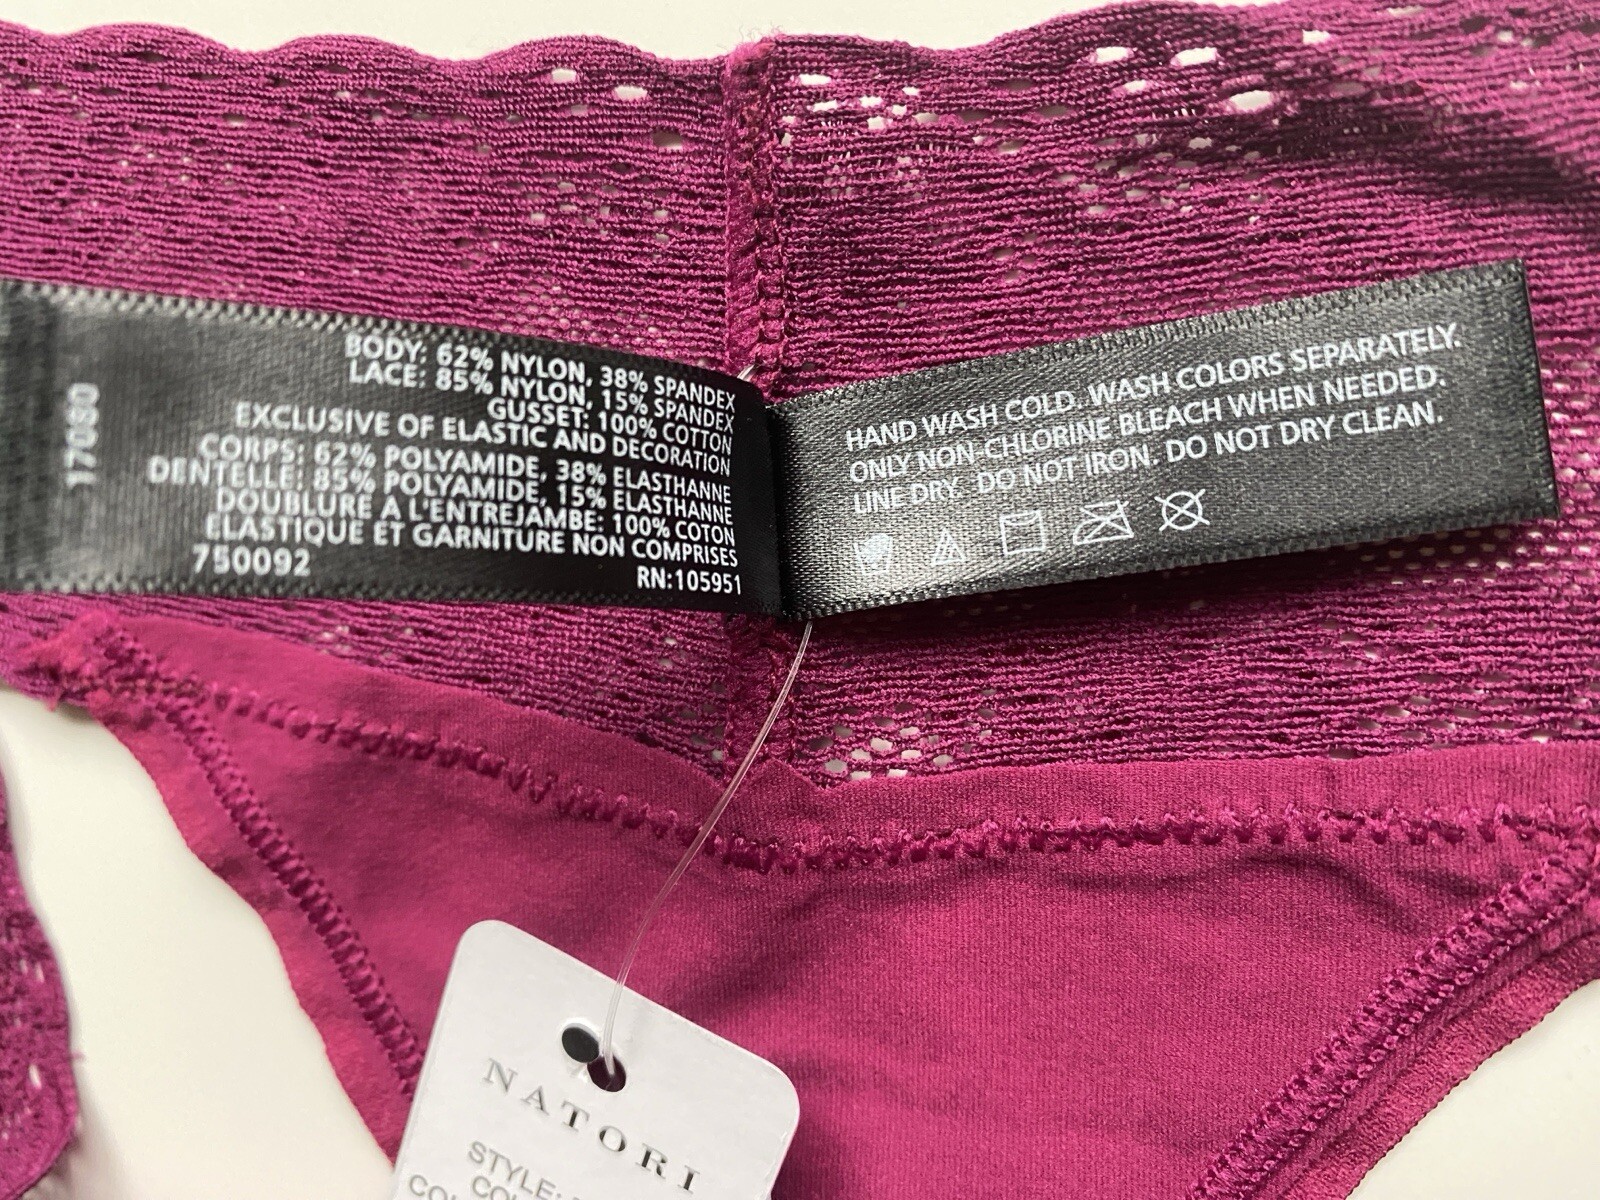 BODY: 62% NYLON, 38% SPANDEX
LACE: 85% NYLON, 15% SPANDEX
GUSSET: 100% COTTON
EXCLUSIVE OF ELASTIC AND DECORATION
CORPS: 62% POLYAMIDE, 38% ELASTHANNE
DENTELLE: 85% POLYAMIDE, 15% ELASTHANNE
DOUBLURE A L'ENTREJAMBE: 100% COTON
ELASTIQUE ET GARNITURE NON COMPRISES
750092
RN:105951
HAND WASH COLD. WASH COLORS SEPARATELY.
ONLY NON-CHLORINE BLEACH WHEN NEEDED.
LINE DRY. DO NOT IRON. DO NOT DRY CLEAN.
NATORI
STYLE: